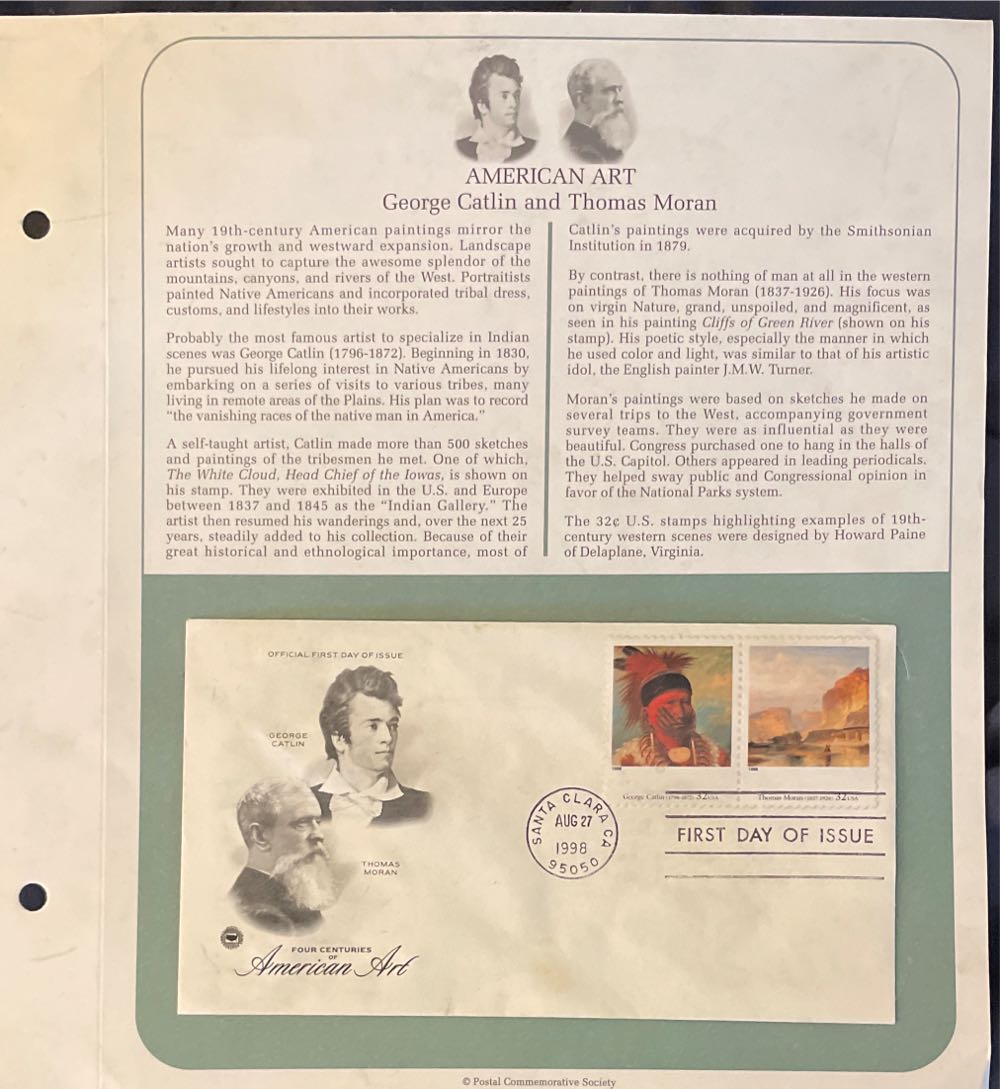 AMERICAN ART
George Catlin and Thomas Moran
Many 19th-century American paintings mirror the
nation's growth and westward expansion. Landscape
artists sought to capture the awesome splendor of the
mountains, canyons, and rivers of the West. Portraitists
painted Native Americans and incorporated tribal dress,
customs, and lifestyles into their works.
Probably the most famous artist to specialize in Indian
scenes was George Catlin (1796-1872). Beginning in 1830,
he pursued his lifelong interest in Native Americans by
embarking on a series of visits to various tribes, many
living in remote areas of the Plains. His plan was to record
"the vanishing races of the native man in America."
A self-taught artist, Catlin made more than 500 sketches
and paintings of the tribesmen he met. One of which,
The White Cloud, Head Chief of the Iowas, is shown on
his stamp. They were exhibited in the U.S. and Europe
between 1837 and 1845 as the "Indian Gallery." The
artist then resumed his wanderings and, over the next 25
years, steadily added to his collection. Because of their
great historical and ethnological importance, most of
Catlin's paintings were acquired by the Smithsonian
Institution in 1879.
By contrast, there is nothing of man at all in the western
paintings of Thomas Moran (1837-1926). His focus was
on virgin Nature, grand, unspoiled, and magnificent, as
seen in his painting Cliffs of Green River (shown on his
stamp). His poetic style, especially the manner in which
he used color and light, was similar to that of his artistic
idol, the English painter J.M.W. Turner.
Moran's paintings were based on sketches he made on
several trips to the West, accompanying government
survey teams. They were as influential as they were
beautiful. Congress purchased one to hang in the halls of
the U.S. Capitol. Others appeared in leading periodicals.
They helped sway public and Congressional opinion in
favor of the National Parks system.
The 32¢ U.S. stamps highlighting examples of 19th-
century western scenes were designed by Howard Paine
of Delaplane, Virginia.
OFFICIAL FIRST DAY OF ISSUE
GEORGE
CATLIN
THOMAS
MORAN
FOUR CENTURIES
OF
American Art
1998
George Catlin (1796-1872) 32USA
1998
Thomas Moran (1837-1926) 32USA
SANTA CLARA CA
AUG 27
1998
95050
FIRST DAY OF ISSUE
© Postal Commemorative Society